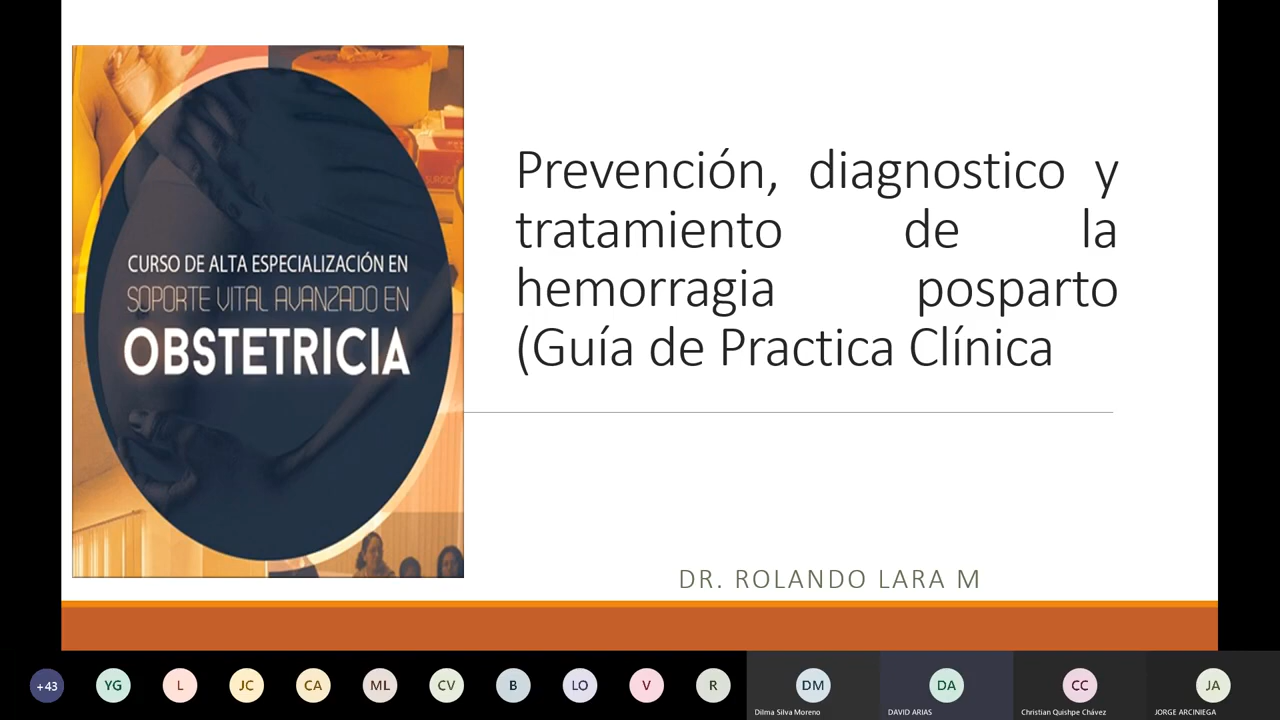 CURSO DE ALTA ESPECIALIZACIÓN EN
SOPORTE VITAL AVANZADO EN
OBSTETRICIA
Prevención, diagnostico y
tratamiento de la
hemorragia posparto
(Guía de Practica Clínica
DR. ROLANDO LARA M
+43 YG L JC CA ML CV B LO V R DM DA CC JA
Dilma Silva Moreno DAVID ARIAS Christian Quishpe Chávez JORGE ARCINIEGA